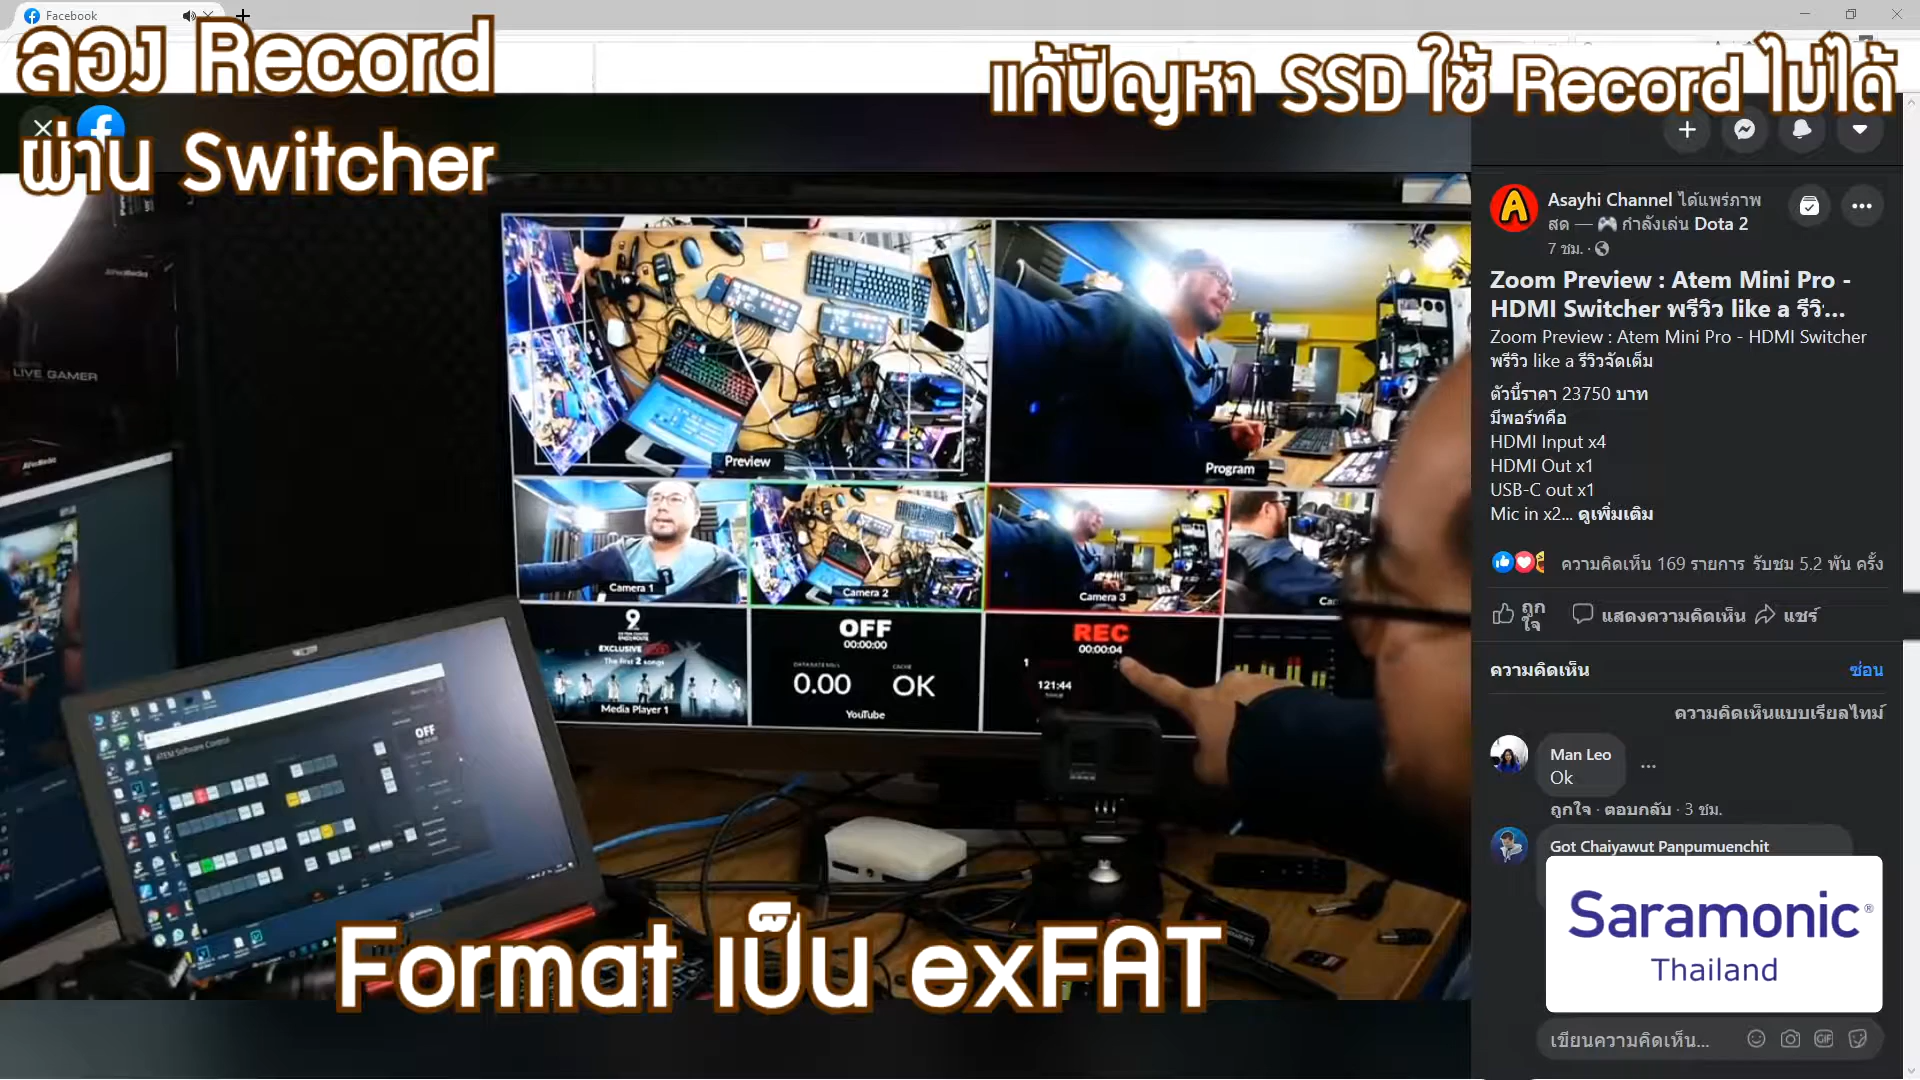 Facebook
ลอง Record
ผ่าน Switcher
แก้ปัญหา SSD ใช้ Record ไม่ได้
LIVE GAMER
Preview
Program
Camera 1
Camera 2
Camera 3
EXCLUSIVE
The first 2 songs
Media Player 1
OFF
00:00:00
0.00
OK
YouTube
REC
00:00:04
1
121:44
ATEM Software Control
OFF
Format เป็น exFAT
Asayhi Channel ได้แพร่ภาพ
สด — 🎮 กำลังเล่น Dota 2
7 ชม. ·
Zoom Preview : Atem Mini Pro -
HDMI Switcher พรีวิว like a รีวิ...
Zoom Preview : Atem Mini Pro - HDMI Switcher
พรีวิว like a รีวิวจัดเต็ม
ตัวนี้ราคา 23750 บาท
มีพอร์ทคือ
HDMI Input x4
HDMI Out x1
USB-C out x1
Mic in x2... ดูเพิ่มเติม
ความคิดเห็น 169 รายการ รับชม 5.2 พัน ครั้ง
ถูกใจ
แสดงความคิดเห็น
แชร์
ความคิดเห็น
ซ่อน
ความคิดเห็นแบบเรียลไทม์
Man Leo
Ok
ถูกใจ · ตอบกลับ · 3 ชม.
Got Chaiyawut Panpumuenchit
Saramonic®
Thailand
เขียนความคิดเห็น...
GIF